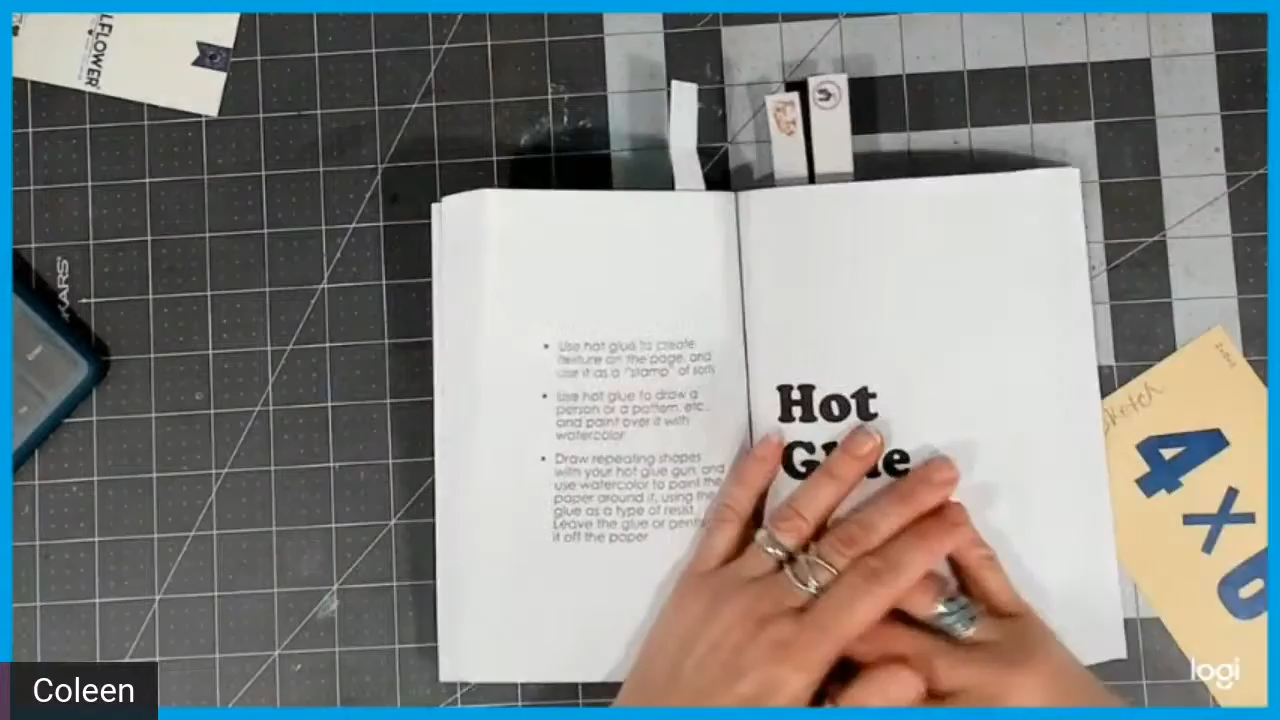 LFLOWER
KARS
• Use hot glue to create
texture on the page, and
use it as a "stamp" of sorts
• Use hot glue to draw a
person or a pattern, etc.,
and paint over it with
watercolor
• Draw repeating shapes
with your hot glue gun, and
use watercolor to paint the
paper around it, using the
glue as a type of resist.
Leave the glue or
it off the paper
Hot
Glue
Sketch
4x6
Coleen
logi